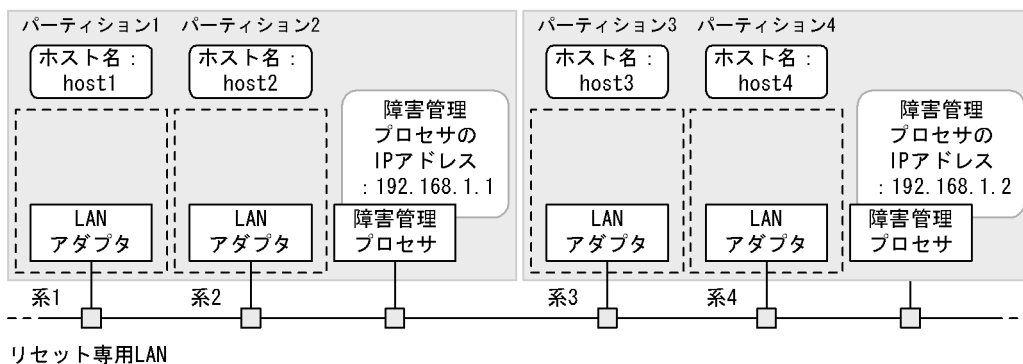 パーティション1
パーティション2
パーティション3
パーティション4
ホスト名：
host1
ホスト名：
host2
ホスト名：
host3
ホスト名：
host4
障害管理
プロセサの
IPアドレス
：192.168.1.1
障害管理
プロセサの
IPアドレス
：192.168.1.2
LAN
アダプタ
LAN
アダプタ
障害管理
プロセサ
LAN
アダプタ
LAN
アダプタ
障害管理
プロセサ
系1
系2
系3
系4
リセット専用LAN